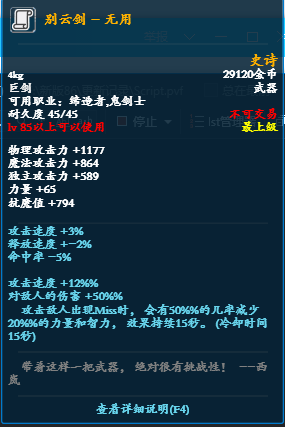 别云剑 - 无用
史诗
4kg 29120金币
巨剑 武器
可用职业：缔造者,鬼剑士
耐久度 45/45 不可交易
lv 85以上可以使用 最上级
停止
物理攻击力 +1177
魔法攻击力 +864
独立攻击力 +589
力量 +65
抗魔值 +794
攻击速度 +3%
释放速度 +-2%
命中率 -5%
攻击速度 +12%%
对敌人的伤害 +50%%
攻击敌人出现Miss时， 会有50%%的几率减少
20%%的力量和智力， 效果持续15秒。 (冷却时间
15秒)
带着这样一把武器， 绝对很有挑战性！ --西
岚
查看详细说明(F4)